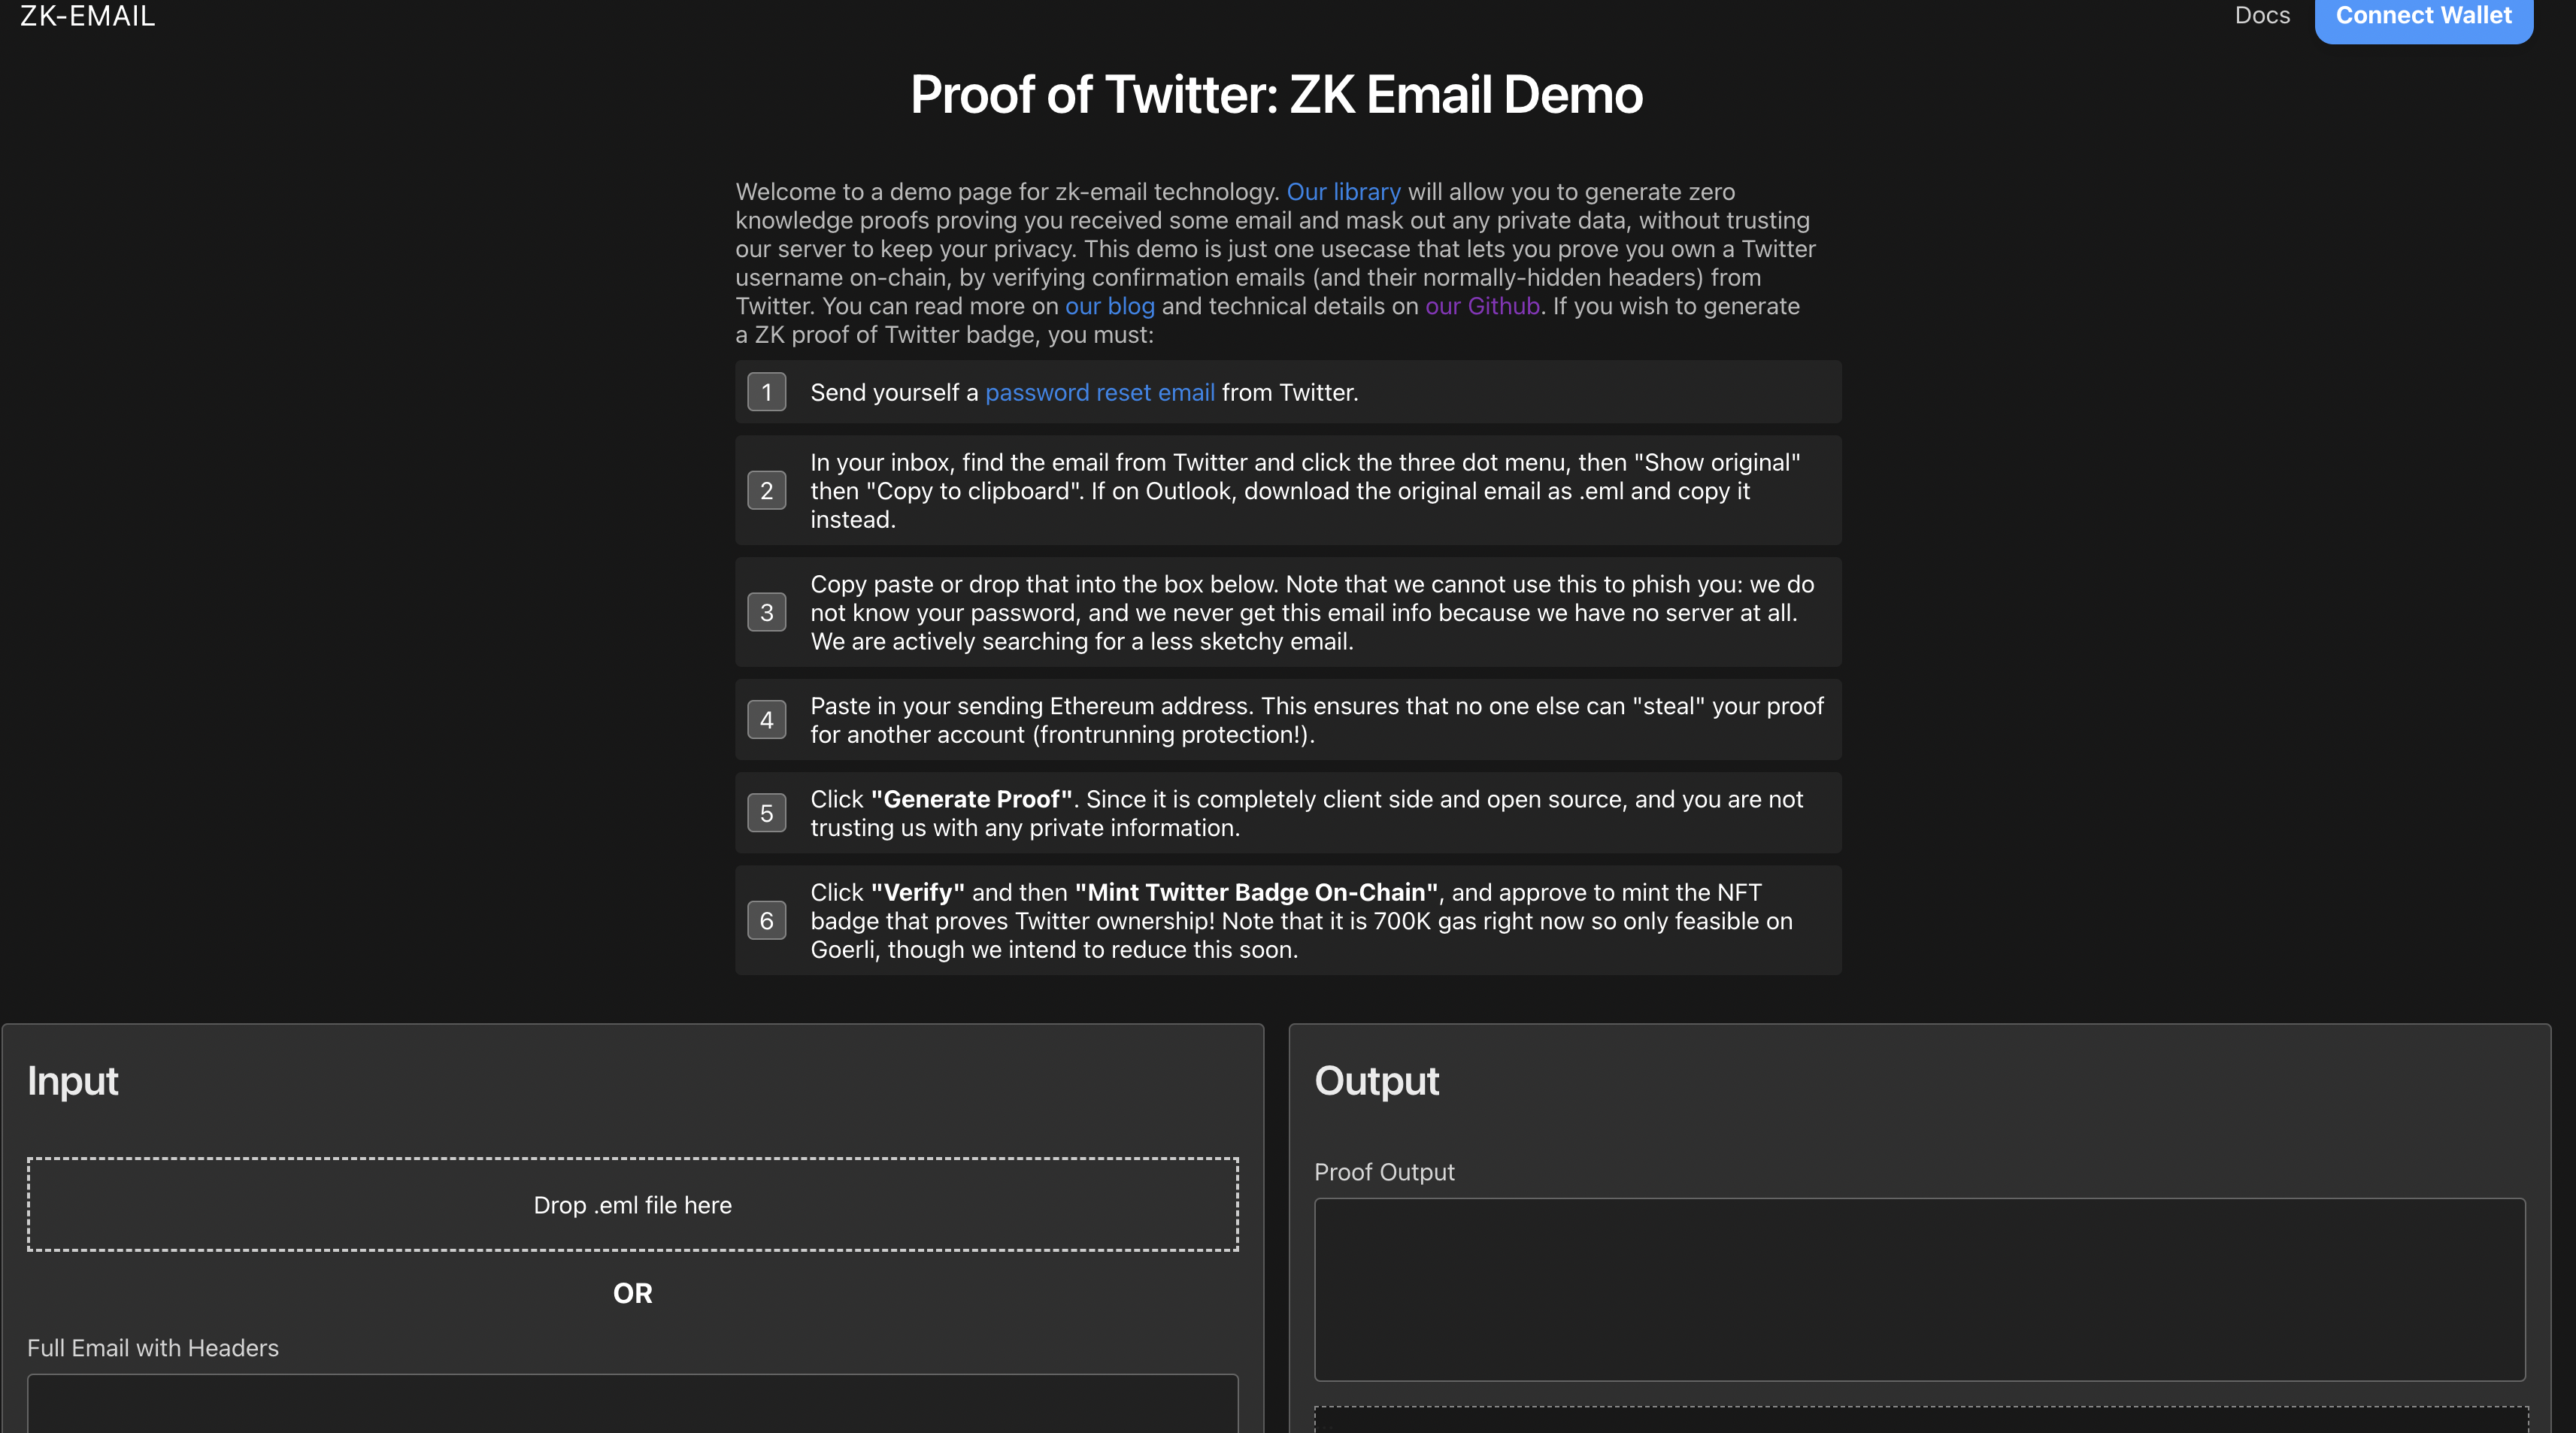 ZK-EMAIL
Docs
Connect Wallet
Proof of Twitter: ZK Email Demo
Welcome to a demo page for zk-email technology. Our library will allow you to generate zero
knowledge proofs proving you received some email and mask out any private data, without trusting
our server to keep your privacy. This demo is just one usecase that lets you prove you own a Twitter
username on-chain, by verifying confirmation emails (and their normally-hidden headers) from
Twitter. You can read more on our blog and technical details on our Github. If you wish to generate
a ZK proof of Twitter badge, you must:
1
Send yourself a password reset email from Twitter.
2
In your inbox, find the email from Twitter and click the three dot menu, then "Show original"
then "Copy to clipboard". If on Outlook, download the original email as .eml and copy it
instead.
3
Copy paste or drop that into the box below. Note that we cannot use this to phish you: we do
not know your password, and we never get this email info because we have no server at all.
We are actively searching for a less sketchy email.
4
Paste in your sending Ethereum address. This ensures that no one else can "steal" your proof
for another account (frontrunning protection!).
5
Click "Generate Proof". Since it is completely client side and open source, and you are not
trusting us with any private information.
6
Click "Verify" and then "Mint Twitter Badge On-Chain", and approve to mint the NFT
badge that proves Twitter ownership! Note that it is 700K gas right now so only feasible on
Goerli, though we intend to reduce this soon.
Input
Drop .eml file here
OR
Full Email with Headers
Output
Proof Output